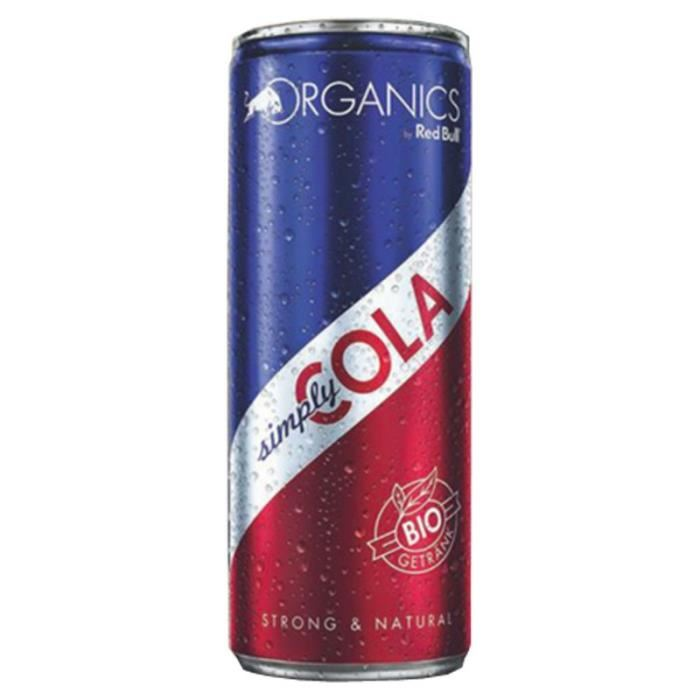 ORGANICS
by Red Bull
simply COLA
BIO
GETRÄNK
STRONG & NATURAL